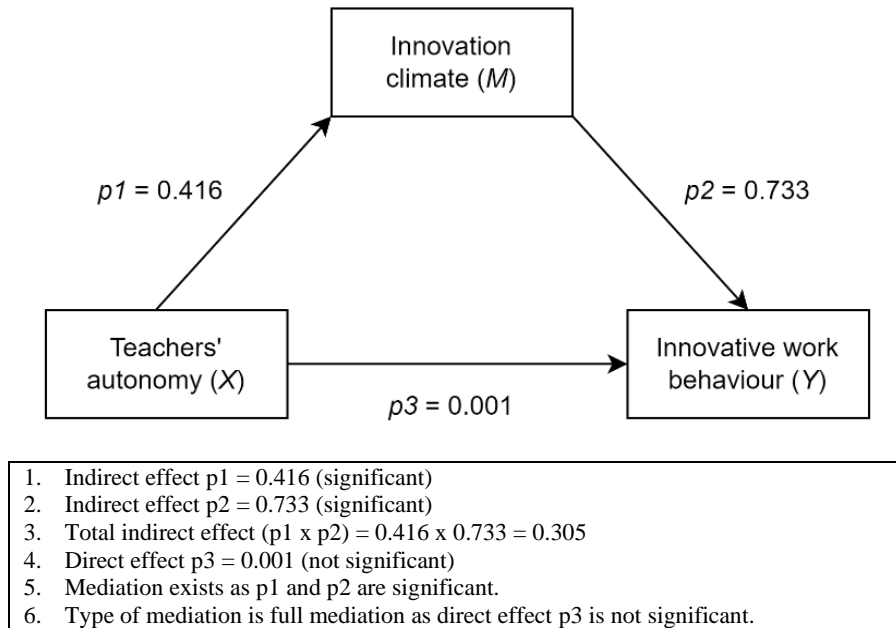 Innovation
climate (M)
p1 = 0.416
p2 = 0.733
Teachers'
autonomy (X)
Innovative work
behaviour (Y)
p3 = 0.001
1. Indirect effect p1 = 0.416 (significant)
2. Indirect effect p2 = 0.733 (significant)
3. Total indirect effect (p1 x p2) = 0.416 x 0.733 = 0.305
4. Direct effect p3 = 0.001 (not significant)
5. Mediation exists as p1 and p2 are significant.
6. Type of mediation is full mediation as direct effect p3 is not significant.